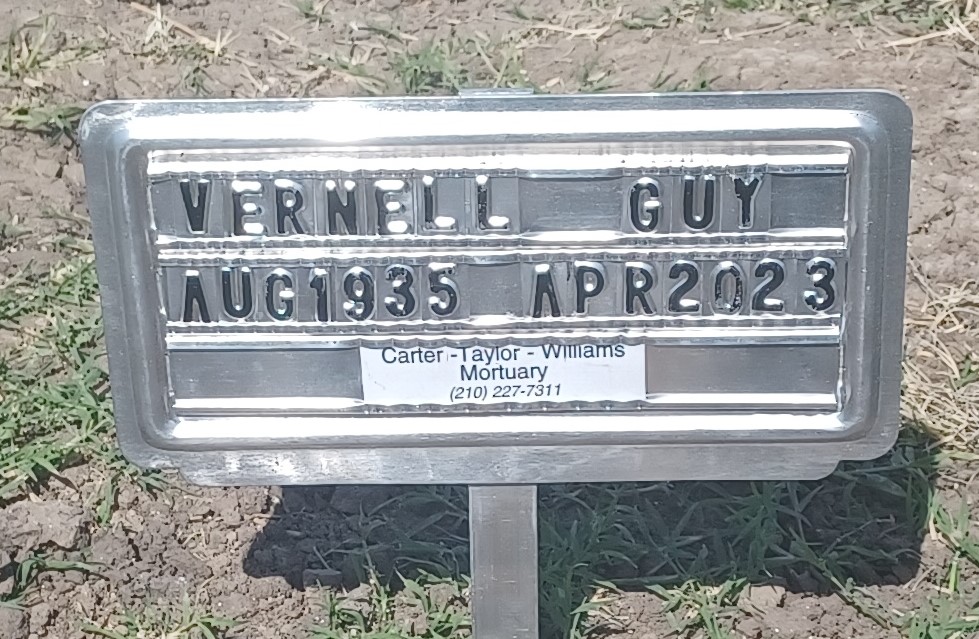 VERNELL GUY
AUG1935 APR2023
Carter-Taylor - Williams
Mortuary
(210) 227-7311